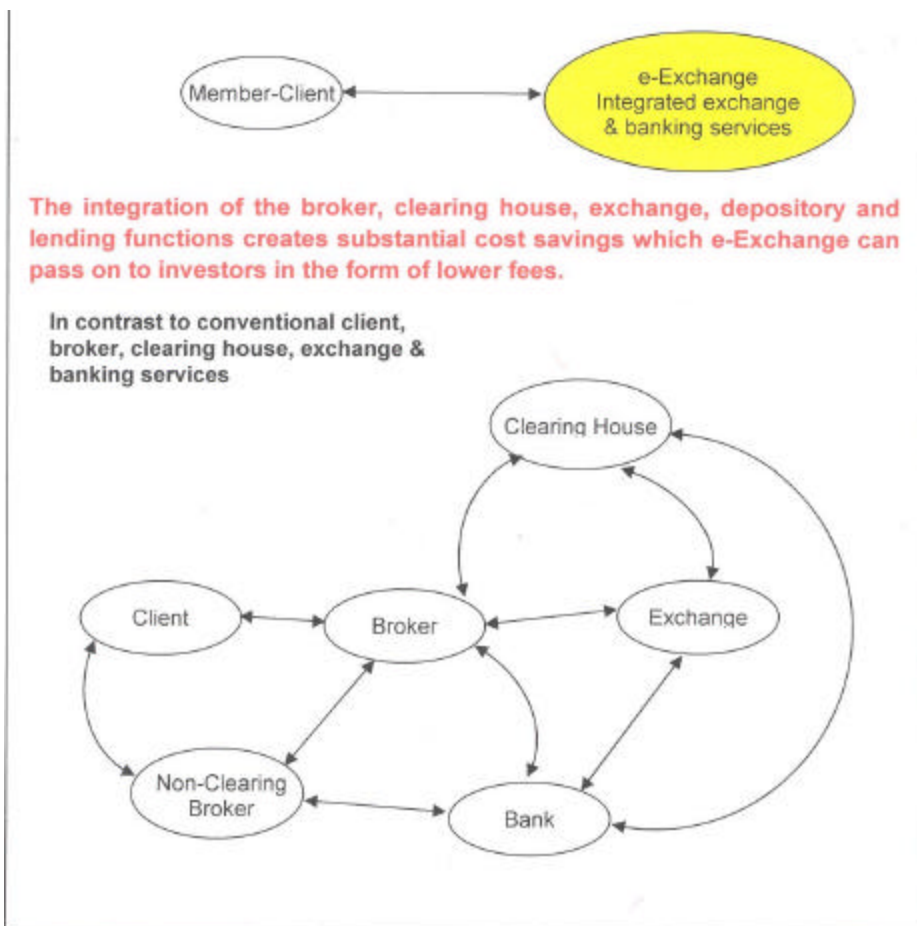 Member-Client
e-Exchange
Integrated exchange
& banking services
The integration of the broker, clearing house, exchange, depository and
lending functions creates substantial cost savings which e-Exchange can
pass on to investors in the form of lower fees.
In contrast to conventional client,
broker, clearing house, exchange &
banking services
Clearing House
Client
Broker
Exchange
Non-Clearing
Broker
Bank